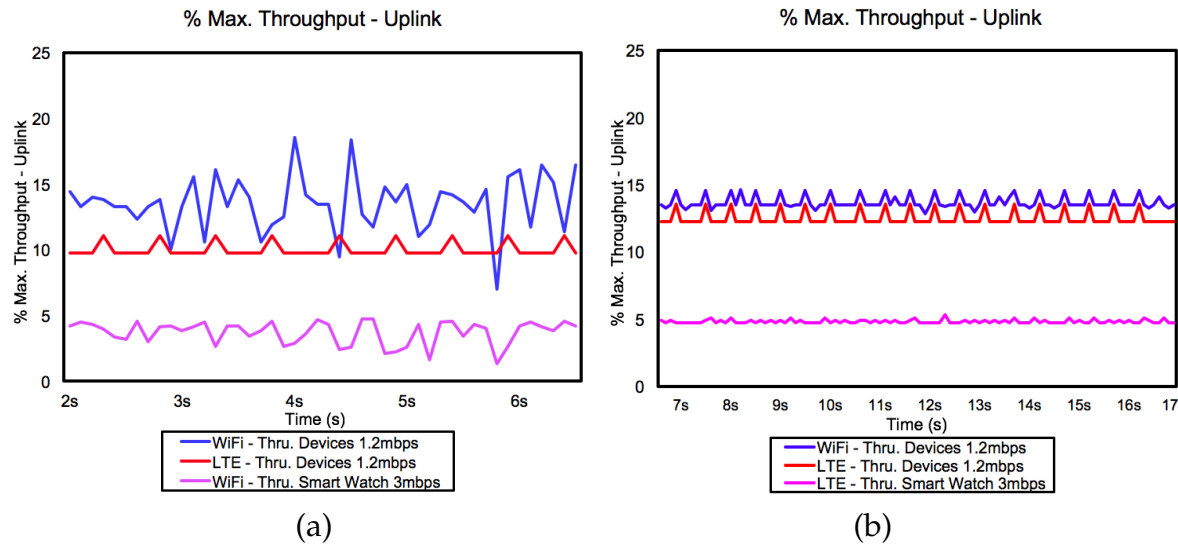 % Max. Throughput - Uplink
% Max. Throughput - Uplink
25
20
15
10
5
0
2s 3s 4s 5s 6s
Time (s)
WiFi - Thru. Devices 1.2mbps
LTE - Thru. Devices 1.2mbps
WiFi - Thru. Smart Watch 3mbps
(a)
% Max. Throughput - Uplink
% Max. Throughput - Uplink
25
20
15
10
5
0
7s 8s 9s 10s 11s 12s 13s 14s 15s 16s 17
Time (s)
WiFi - Thru. Devices 1.2mbps
LTE - Thru. Devices 1.2mbps
LTE - Thru. Smart Watch 3mbps
(b)